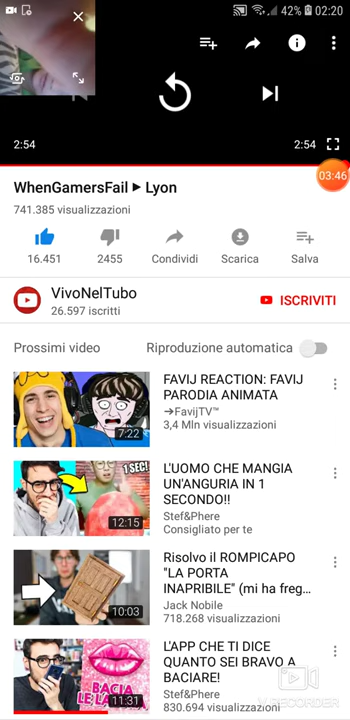 42% 02:20
2:54 2:54
03:46
WhenGamersFail ▶ Lyon
741.385 visualizzazioni
16.451 2455 Condividi Scarica Salva
VivoNelTubo
26.597 iscritti
ISCRIVITI
Prossimi video Riproduzione automatica
FAVIJ REACTION: FAVIJ
PARODIA ANIMATA
➔FavijTV™
3,4 Mln visualizzazioni
7:22
1 SEC!
L'UOMO CHE MANGIA
UN'ANGURIA IN 1
SECONDO!!
Stef&Phere
Consigliato per te
12:15
Risolvo il ROMPICAPO
"LA PORTA
INAPRIBILE" (mi ha freg...
Jack Nobile
718.268 visualizzazioni
10:03
L'APP CHE TI DICE
QUANTO SEI BRAVO A
BACIARE!
Stef&Phere
830.694 visualizzazioni
BACIA
LE LA
11:31
V RECORDER